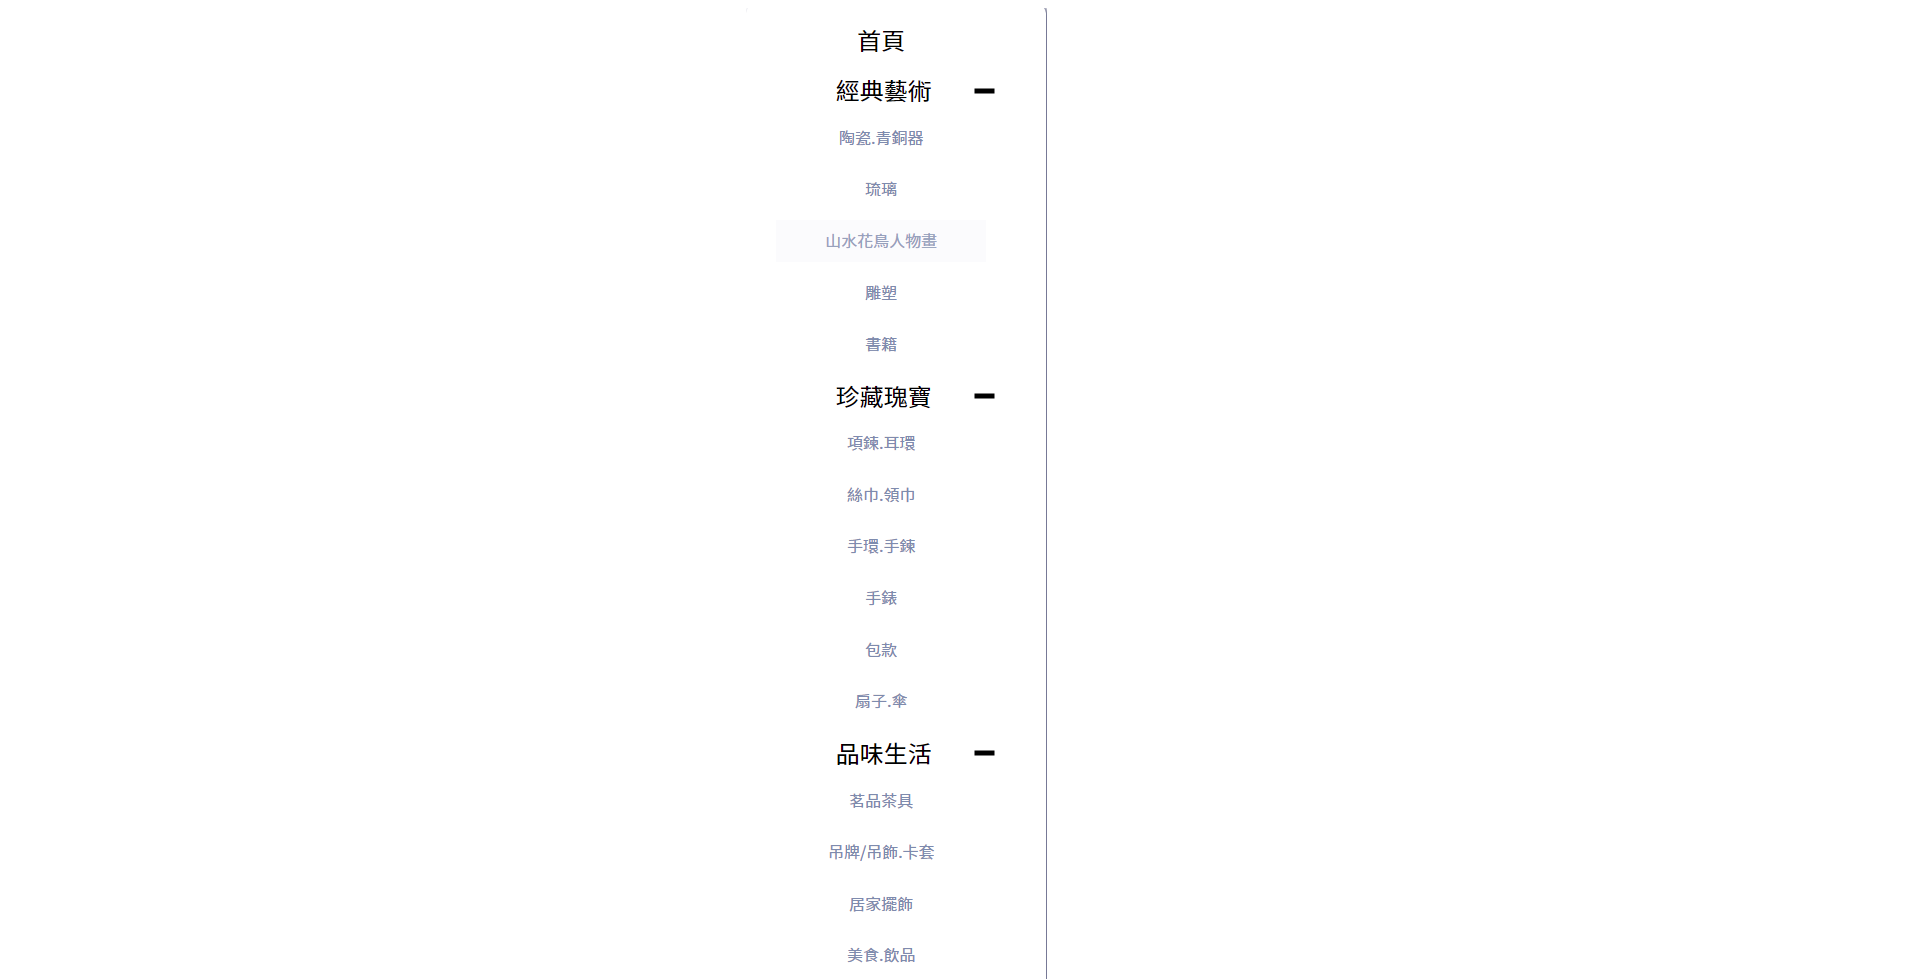 首頁
經典藝術
陶瓷.青銅器
琉璃
山水花鳥人物畫
雕塑
書籍
珍藏瑰寶
項鍊.耳環
絲巾.領巾
手環.手鍊
手錶
包款
扇子.傘
品味生活
茗品茶具
吊牌/吊飾.卡套
居家擺飾
美食.飲品